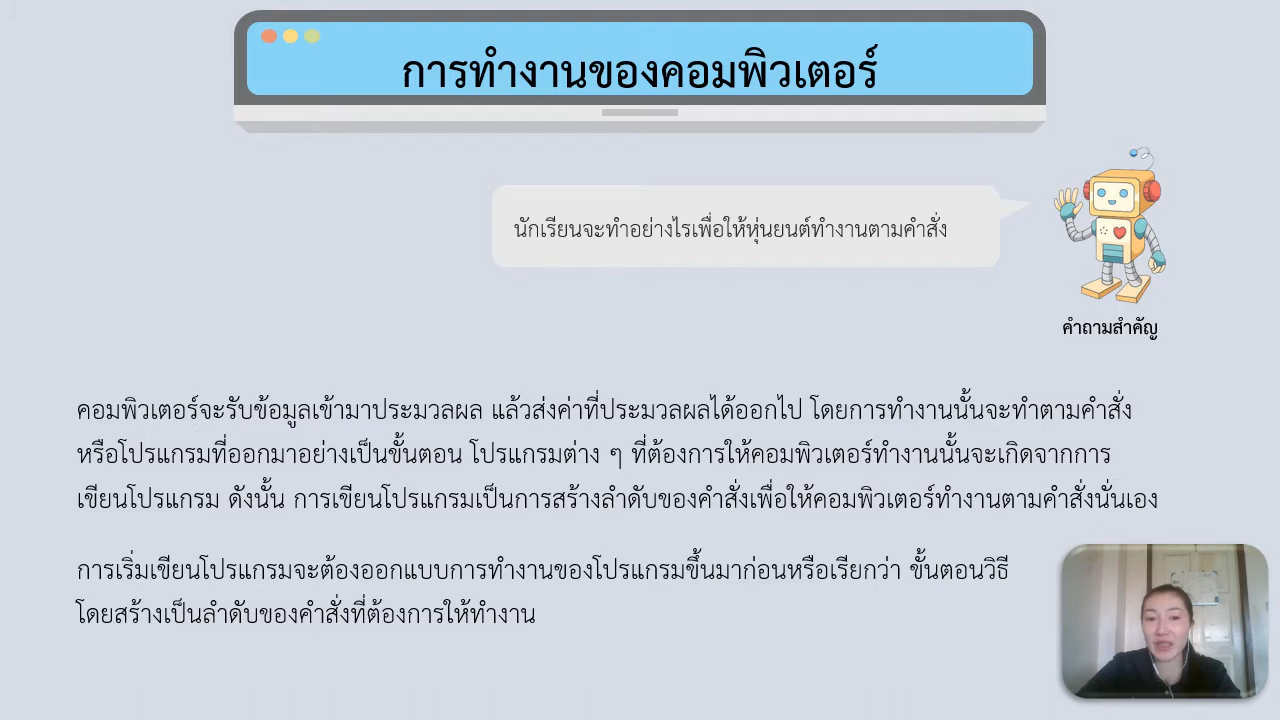 การทำงานของคอมพิวเตอร์
นักเรียนจะทำอย่างไรเพื่อให้หุ่นยนต์ทำงานตามคำสั่ง
คำถามสำคัญ
คอมพิวเตอร์จะรับข้อมูลเข้ามาประมวลผล แล้วส่งค่าที่ประมวลผลได้ออกไป โดยการทำงานนั้นจะทำตามคำสั่ง
หรือโปรแกรมที่ออกมาอย่างเป็นขั้นตอน โปรแกรมต่าง ๆ ที่ต้องการให้คอมพิวเตอร์ทำงานนั้นจะเกิดจากการ
เขียนโปรแกรม ดังนั้น การเขียนโปรแกรมเป็นการสร้างลำดับของคำสั่งเพื่อให้คอมพิวเตอร์ทำงานตามคำสั่งนั่นเอง
การเริ่มเขียนโปรแกรมจะต้องออกแบบการทำงานของโปรแกรมขึ้นมาก่อนหรือเรียกว่า ขั้นตอนวิธี
โดยสร้างเป็นลำดับของคำสั่งที่ต้องการให้ทำงาน